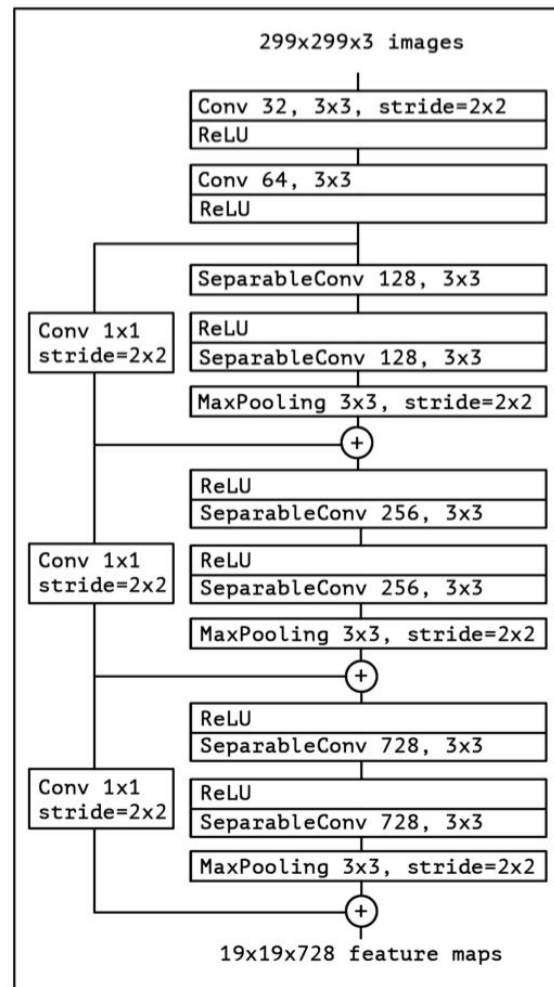 299x299x3 images
Conv 32, 3x3, stride=2x2
ReLU
Conv 64, 3x3
ReLU
SeparableConv 128, 3x3
Conv 1x1
stride=2x2
ReLU
SeparableConv 128, 3x3
MaxPooling 3x3, stride=2x2
+
ReLU
SeparableConv 256, 3x3
Conv 1x1
stride=2x2
ReLU
SeparableConv 256, 3x3
MaxPooling 3x3, stride=2x2
+
ReLU
SeparableConv 728, 3x3
Conv 1x1
stride=2x2
ReLU
SeparableConv 728, 3x3
MaxPooling 3x3, stride=2x2
+
19x19x728 feature maps